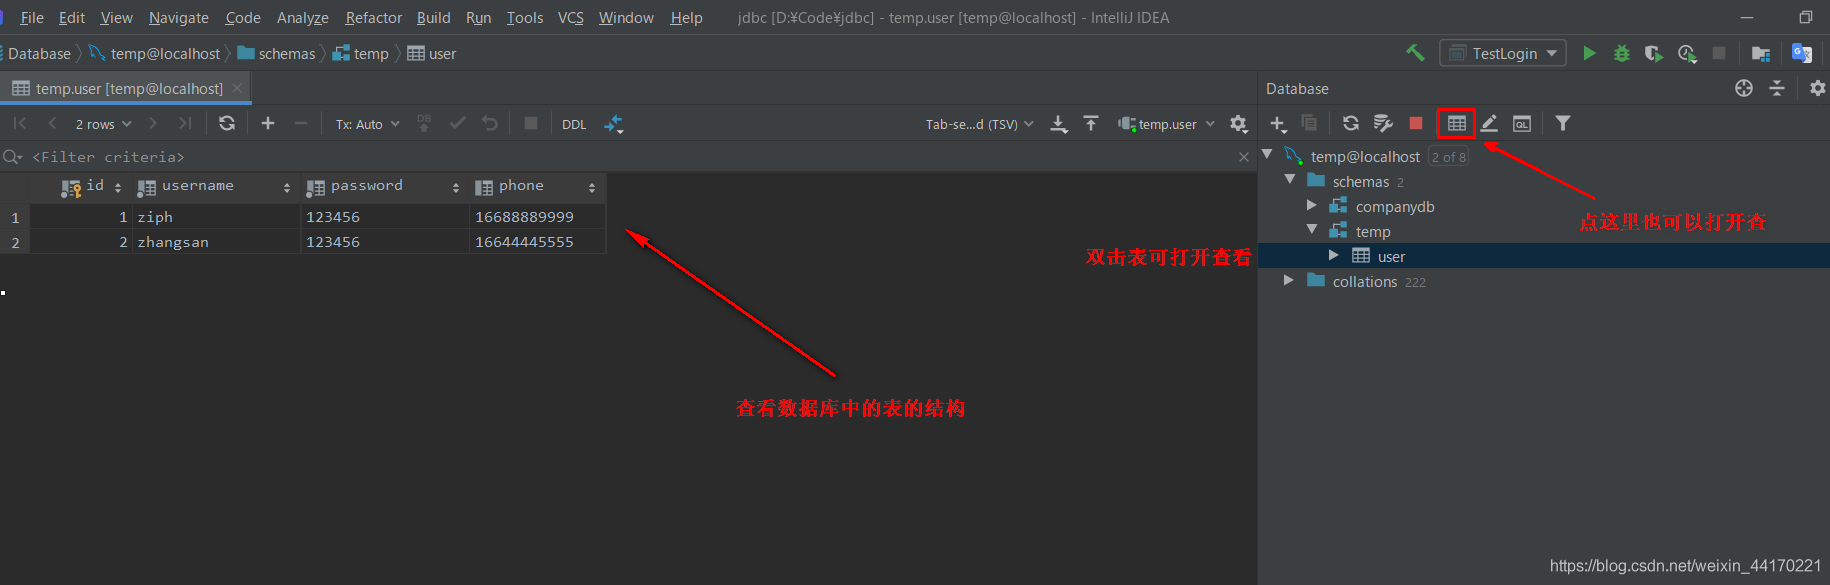 File Edit View Navigate Code Analyze Refactor Build Run Tools VCS Window Help jdbc [D:¥Code¥jdbc] - temp.user [temp@localhost] - IntelliJ IDEA
Database temp@localhost schemas temp user TestLogin
temp.user [temp@localhost]
Database
2 rows Tx: Auto DB DDL Tab-se...d (TSV) temp.user QL
<Filter criteria>
id username password phone
1 1 ziph 123456 16688889999
2 2 zhangsan 123456 16644445555
temp@localhost 2 of 8
schemas 2
companydb
temp
user
collations 222
点这里也可以打开查
双击表可打开查看
查看数据库中的表的结构
https://blog.csdn.net/weixin_44170221